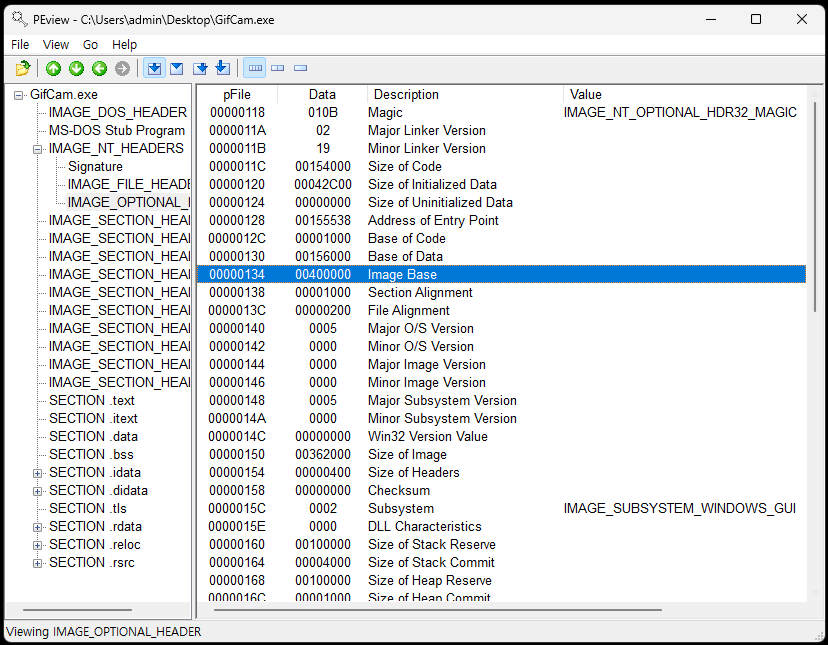 PEview - C:\Users\admin\Desktop\GifCam.exe
File View Go Help
GifCam.exe
IMAGE_DOS_HEADER
MS-DOS Stub Program
IMAGE_NT_HEADERS
Signature
IMAGE_FILE_HEADE
IMAGE_OPTIONAL_
IMAGE_SECTION_HEAI
IMAGE_SECTION_HEAI
IMAGE_SECTION_HEAI
IMAGE_SECTION_HEAI
IMAGE_SECTION_HEAI
IMAGE_SECTION_HEAI
IMAGE_SECTION_HEAI
IMAGE_SECTION_HEAI
IMAGE_SECTION_HEAI
IMAGE_SECTION_HEAI
SECTION .text
SECTION .itext
SECTION .data
SECTION .bss
SECTION .idata
SECTION .didata
SECTION .tls
SECTION .rdata
SECTION .reloc
SECTION .rsrc
pFile Data Description Value
00000118 010B Magic IMAGE_NT_OPTIONAL_HDR32_MAGIC
0000011A 02 Major Linker Version
0000011B 19 Minor Linker Version
0000011C 00154000 Size of Code
00000120 00042C00 Size of Initialized Data
00000124 00000000 Size of Uninitialized Data
00000128 00155538 Address of Entry Point
0000012C 00001000 Base of Code
00000130 00156000 Base of Data
00000134 00400000 Image Base
00000138 00001000 Section Alignment
0000013C 00000200 File Alignment
00000140 0005 Major O/S Version
00000142 0000 Minor O/S Version
00000144 0000 Major Image Version
00000146 0000 Minor Image Version
00000148 0005 Major Subsystem Version
0000014A 0000 Minor Subsystem Version
0000014C 00000000 Win32 Version Value
00000150 00362000 Size of Image
00000154 00000400 Size of Headers
00000158 00000000 Checksum
0000015C 0002 Subsystem IMAGE_SUBSYSTEM_WINDOWS_GUI
0000015E 0000 DLL Characteristics
00000160 00100000 Size of Stack Reserve
00000164 00004000 Size of Stack Commit
00000168 00100000 Size of Heap Reserve
0000016C 00001000 Size of Heap Commit
Viewing IMAGE_OPTIONAL_HEADER